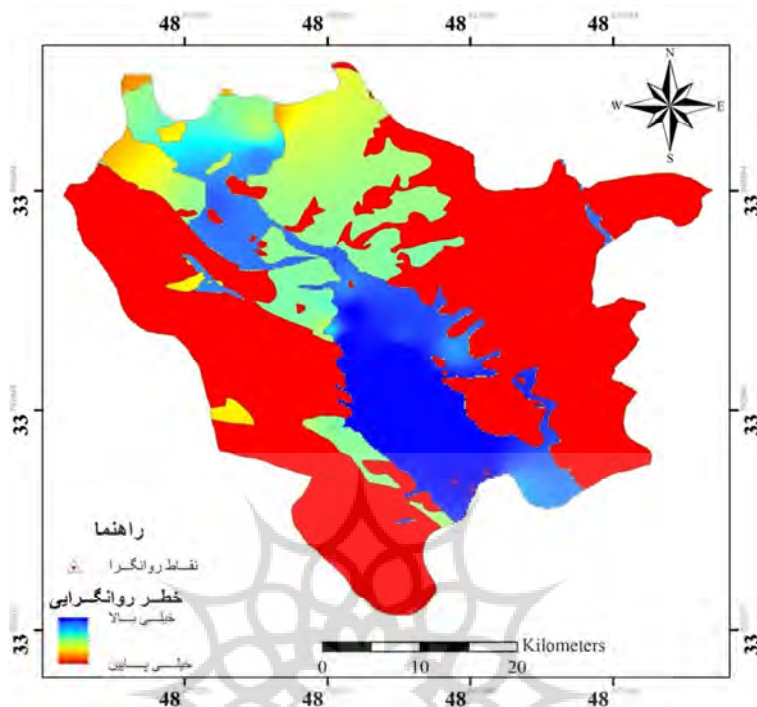 48 48 48 48
N
W E
S
33 33
33 33
33 33
راهنما
نقاط روانگرا
خطر روانگرایی
خیلی بالا
خیلی پایین
Kilometers
0 10 20
48 48 48 48